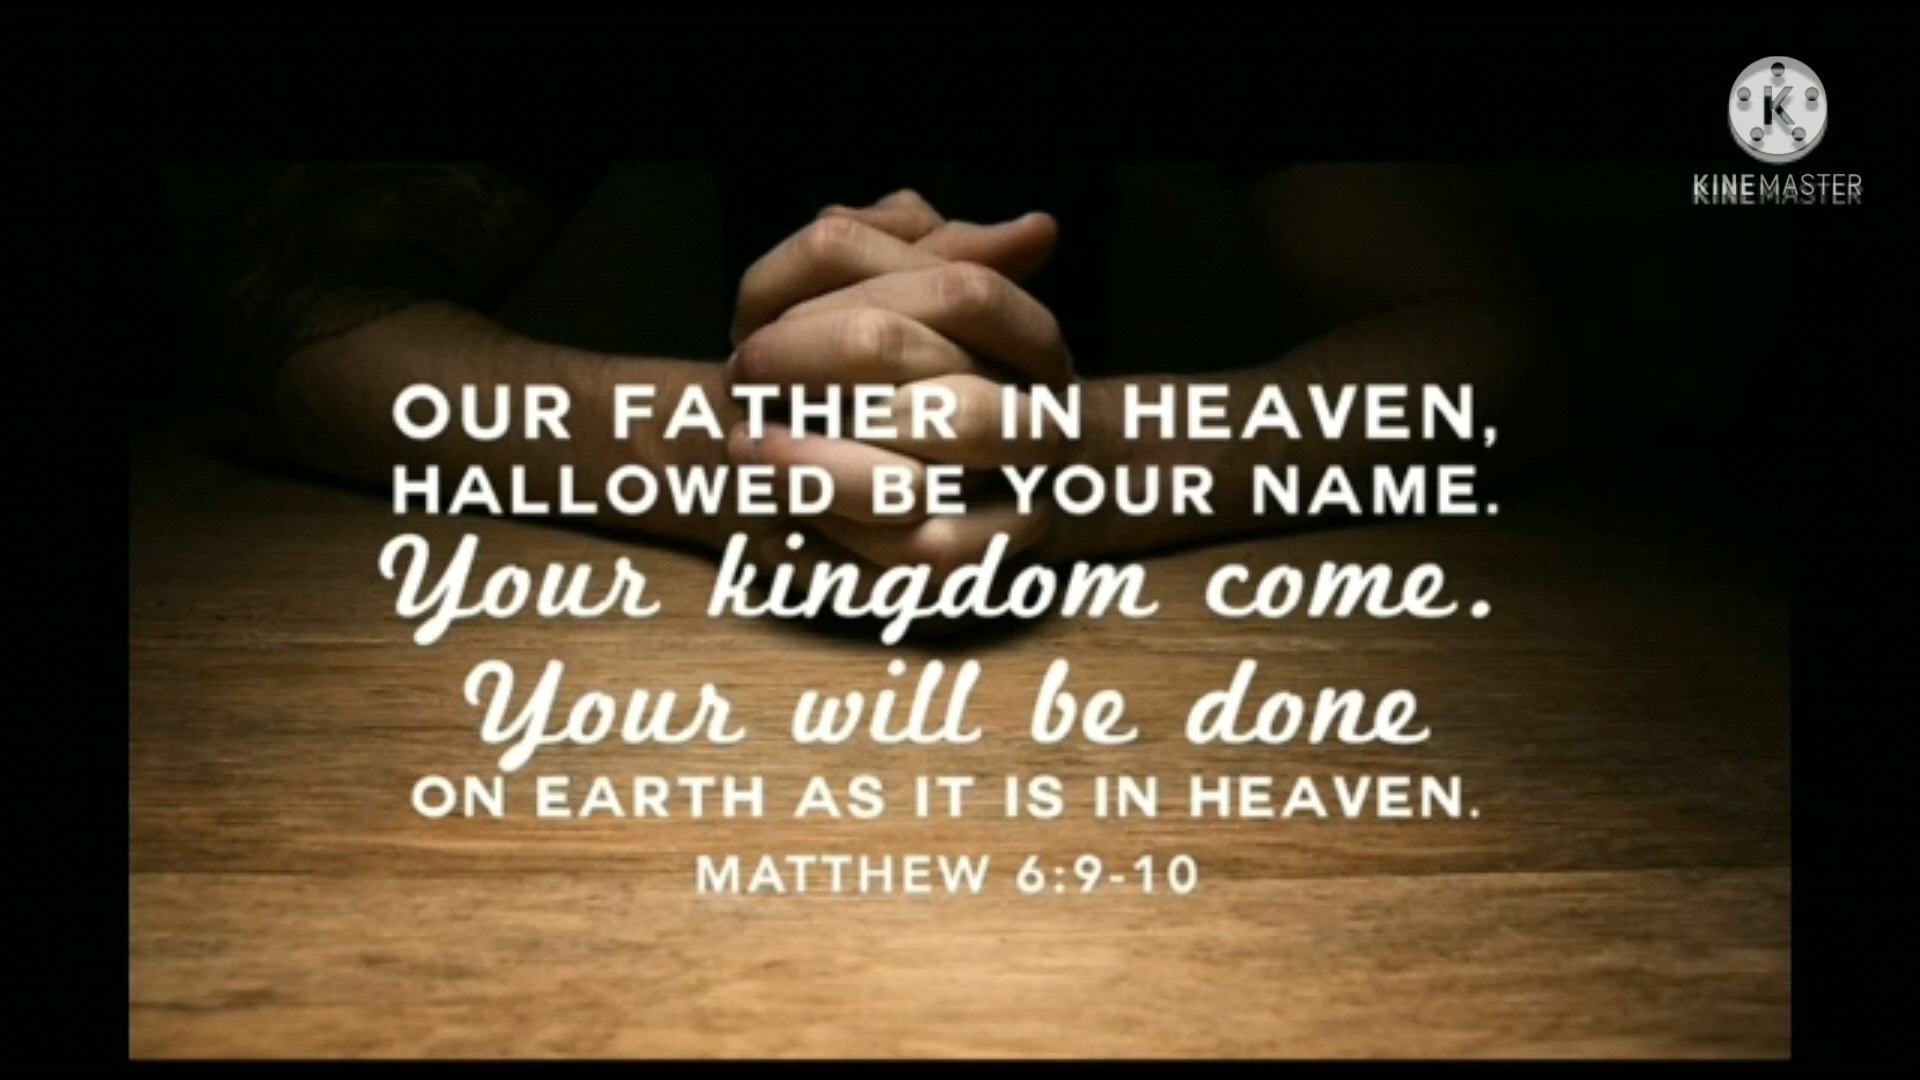 K
KINEMASTER
OUR FATHER IN HEAVEN,
HALLOWED BE YOUR NAME.
Your kingdom come.
Your will be done
ON EARTH AS IT IS IN HEAVEN.
MATTHEW 6:9-10